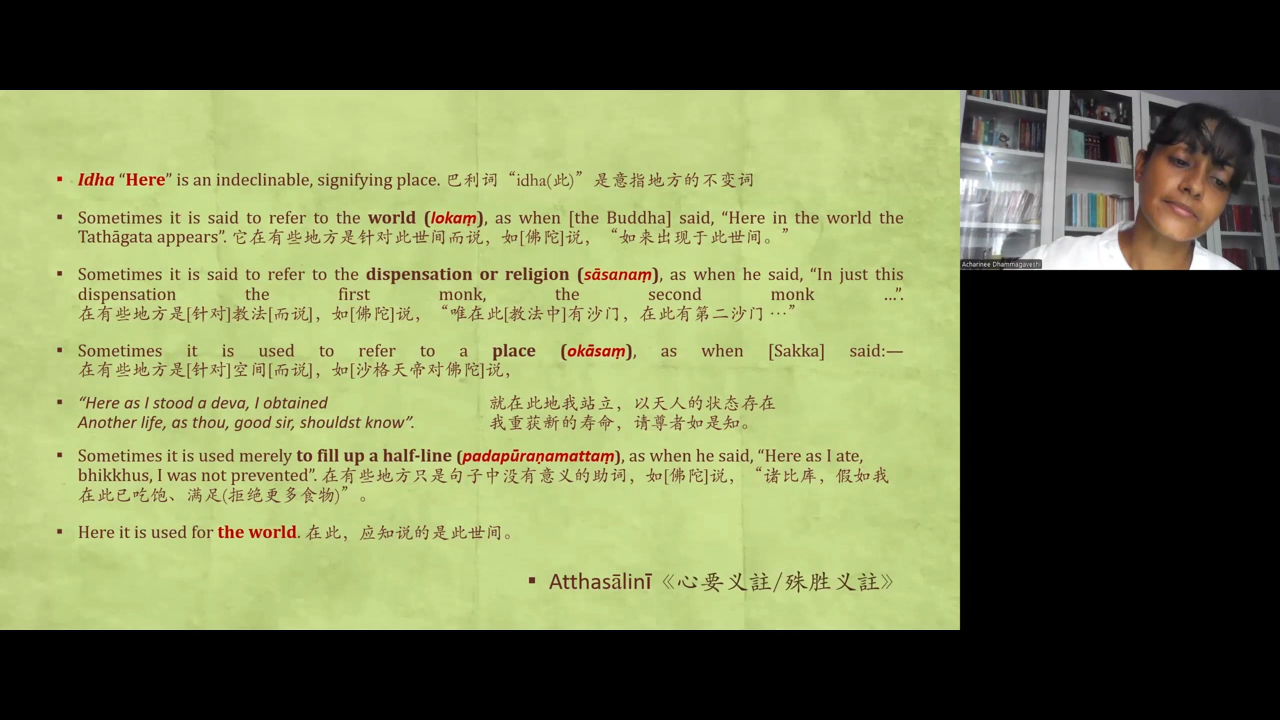 ▪ Idha “Here” is an indeclinable, signifying place. 巴利词“idha(此)”是意指地方的不变词
▪ Sometimes it is said to refer to the world (lokaṃ), as when [the Buddha] said, “Here in the world the
Tathāgata appears”. 它在有些地方是针对此世间而说，如[佛陀]说，“如来出现于此世间。”
▪ Sometimes it is said to refer to the dispensation or religion (sāsanaṃ), as when he said, “In just this
dispensation the first monk, the second monk …”.
在有些地方是[针对]教法[而说]，如[佛陀]说，“唯在此[教法中]有沙门，在此有第二沙门…”
▪ Sometimes it is used to refer to a place (okāsaṃ), as when [Sakka] said:—
在有些地方是[针对]空间[而说]，如[沙格天帝对佛陀]说，
▪ “Here as I stood a deva, I obtained 就在此地我站立，以天人的状态存在
Another life, as thou, good sir, shouldst know”. 我重获新的寿命，请尊者如是知。
▪ Sometimes it is used merely to fill up a half-line (padapūraṇamattaṃ), as when he said, “Here as I ate,
bhikkhus, I was not prevented”. 在有些地方只是句子中没有意义的助词，如[佛陀]说，“诸比库，假如我
在此已吃饱、满足(拒绝更多食物)”。
▪ Here it is used for the world. 在此，应知说的是此世间。
▪ Atthasālinī《心要义註/殊胜义註》
Acharinee Dhammagaveshi